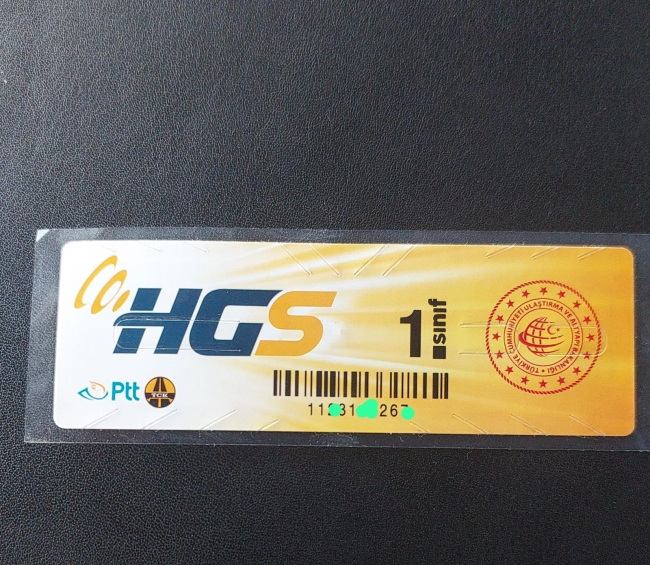 HGS
1. sınıf
Ptt
TCK
TÜRKİYE CUMHURİYETİ ULAŞTIRMA VE ALTYAPI BAKANLIĞI